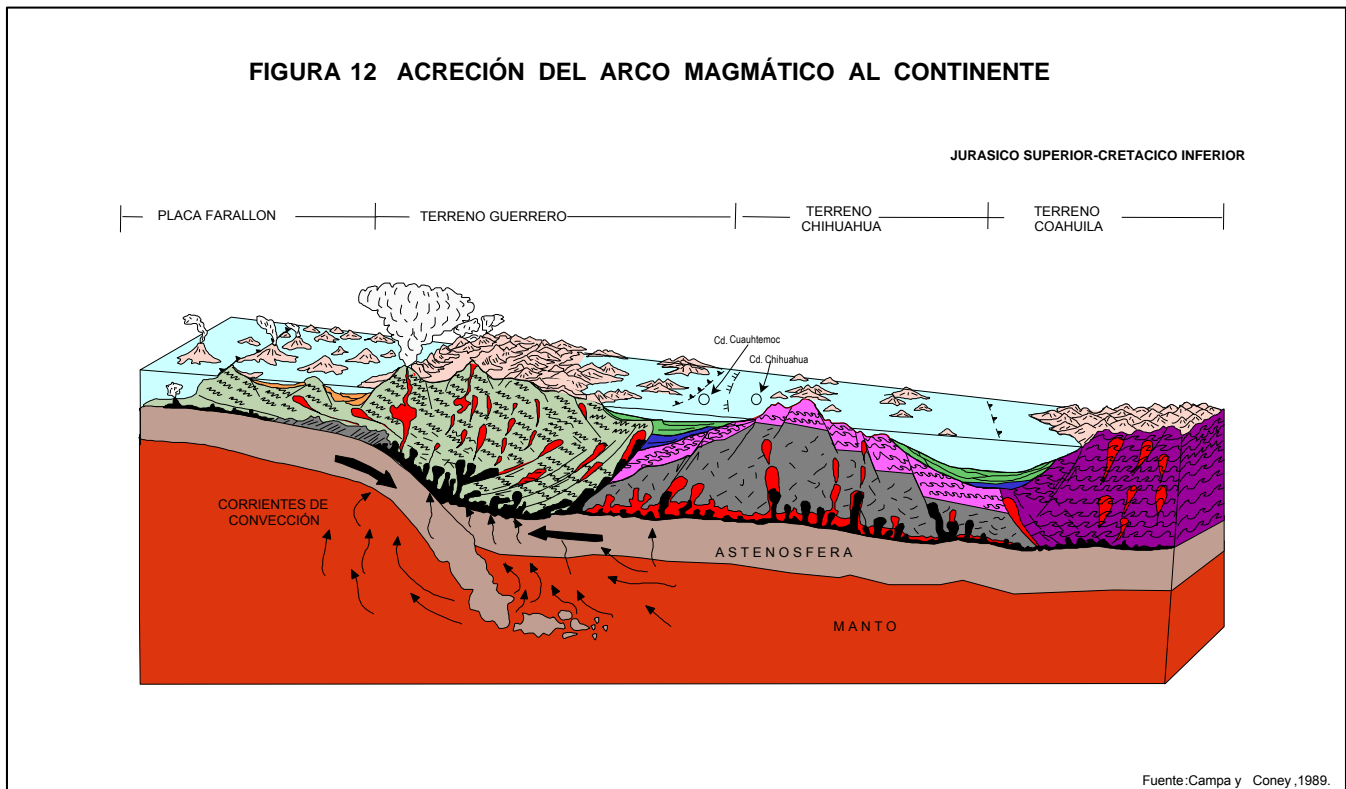 FIGURA 12 ACRECIÓN DEL ARCO MAGMÁTICO AL CONTINENTE
JURASICO SUPERIOR-CRETACICO INFERIOR
PLACA FARALLON
TERRENO GUERRERO
TERRENO
CHIHUAHUA
TERRENO
COAHUILA
Cd. Cuauhtemoc
Cd. Chihuahua
CORRIENTES DE
CONVECCIÓN
ASTENOSFERA
MANTO
Fuente:Campa y Coney ,1989.